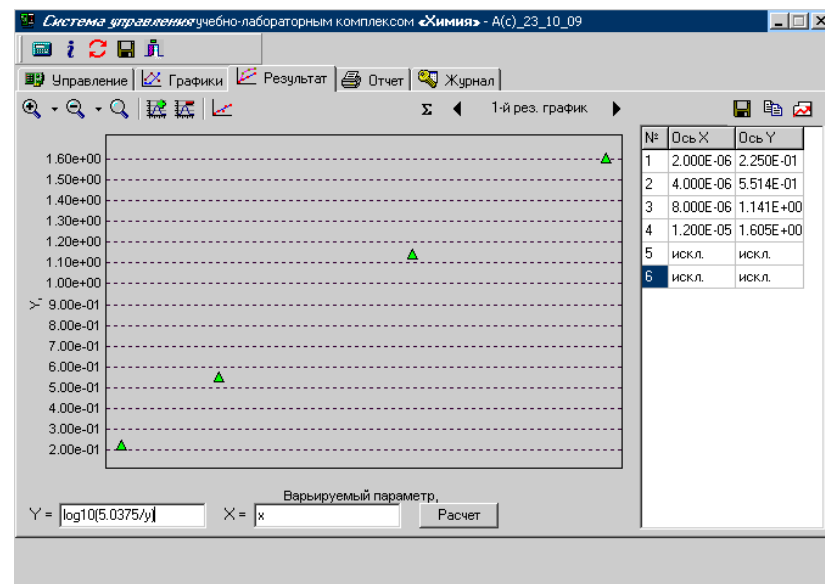 Система управления учебно-лабораторным комплексом «Химия» - A(c)_23_10_09
Управление Графики Результат Отчет Журнал
Σ 1-й рез. график
№ Ось X Ось Y
1 2.000E-06 2.250E-01
2 4.000E-06 5.514E-01
3 8.000E-06 1.141E+00
4 1.200E-05 1.605E+00
5 искл. искл.
6 искл. искл.
1.60e+00
1.50e+00
1.40e+00
1.30e+00
1.20e+00
1.10e+00
1.00e+00
9.00e-01
8.00e-01
7.00e-01
6.00e-01
5.00e-01
4.00e-01
3.00e-01
2.00e-01
Варьируемый параметр,
Y = log10(5.0375/y) X = x Расчет